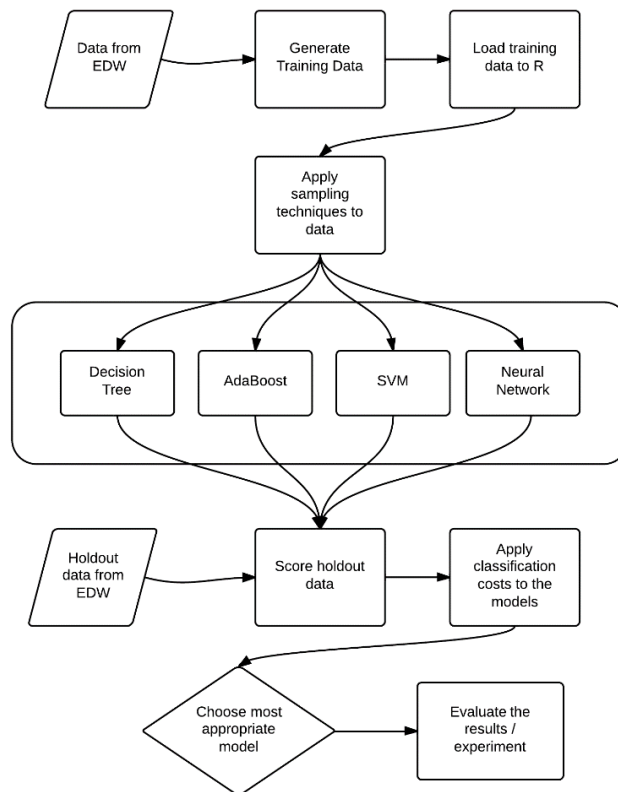 Data from
EDW
Generate
Training Data
Load training
data to R
Apply
sampling
techniques to
data
Decision
Tree
AdaBoost
SVM
Neural
Network
Holdout
data from
EDW
Score holdout
data
Apply
classification
costs to the
models
Choose most
appropriate
model
Evaluate the
results /
experiment